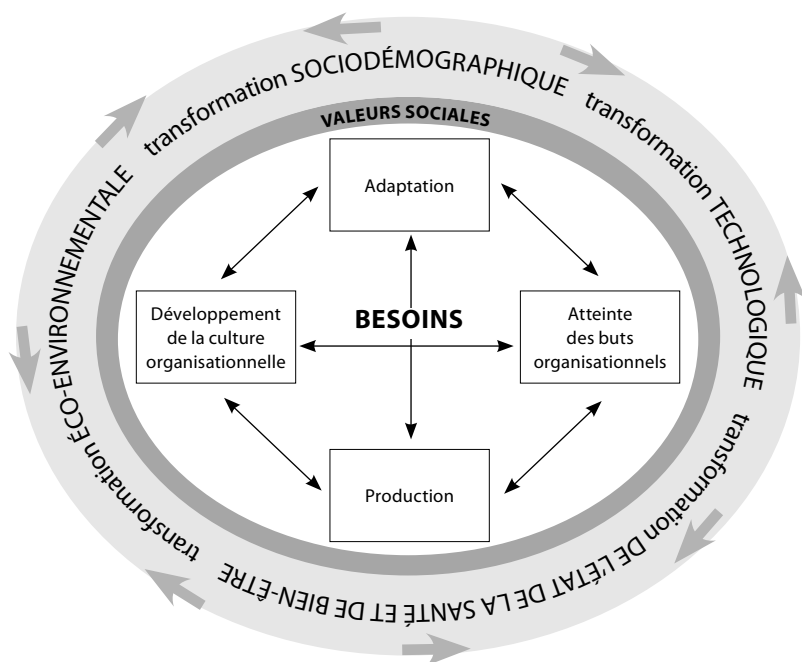 transformation SOCIODÉMOGRAPHIQUE
transformation TECHNOLOGIQUE
transformation DE L'ÉTAT DE LA SANTÉ ET DE BIEN-ÊTRE
transformation ÉCO-ENVIRONNEMENTALE
VALEURS SOCIALES
Adaptation
Développement
de la culture
organisationnelle
BESOINS
Atteinte
des buts
organisationnels
Production